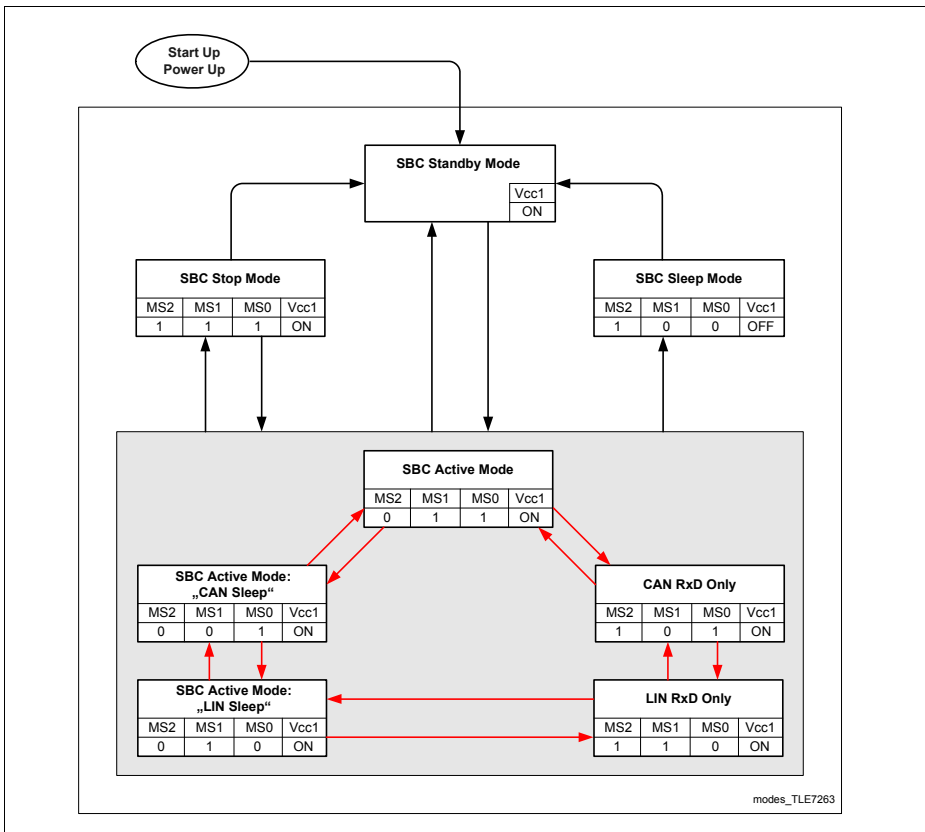 Start Up
Power Up
SBC Standby Mode
Vcc1
ON
SBC Stop Mode
MS2 MS1 MS0 Vcc1
1 1 1 ON
SBC Sleep Mode
MS2 MS1 MS0 Vcc1
1 0 0 OFF
SBC Active Mode
MS2 MS1 MS0 Vcc1
0 1 1 ON
SBC Active Mode:
„CAN Sleep“
MS2 MS1 MS0 Vcc1
0 0 1 ON
CAN RxD Only
MS2 MS1 MS0 Vcc1
1 0 1 ON
SBC Active Mode:
„LIN Sleep“
MS2 MS1 MS0 Vcc1
0 1 0 ON
LIN RxD Only
MS2 MS1 MS0 Vcc1
1 1 0 ON
modes_TLE7263